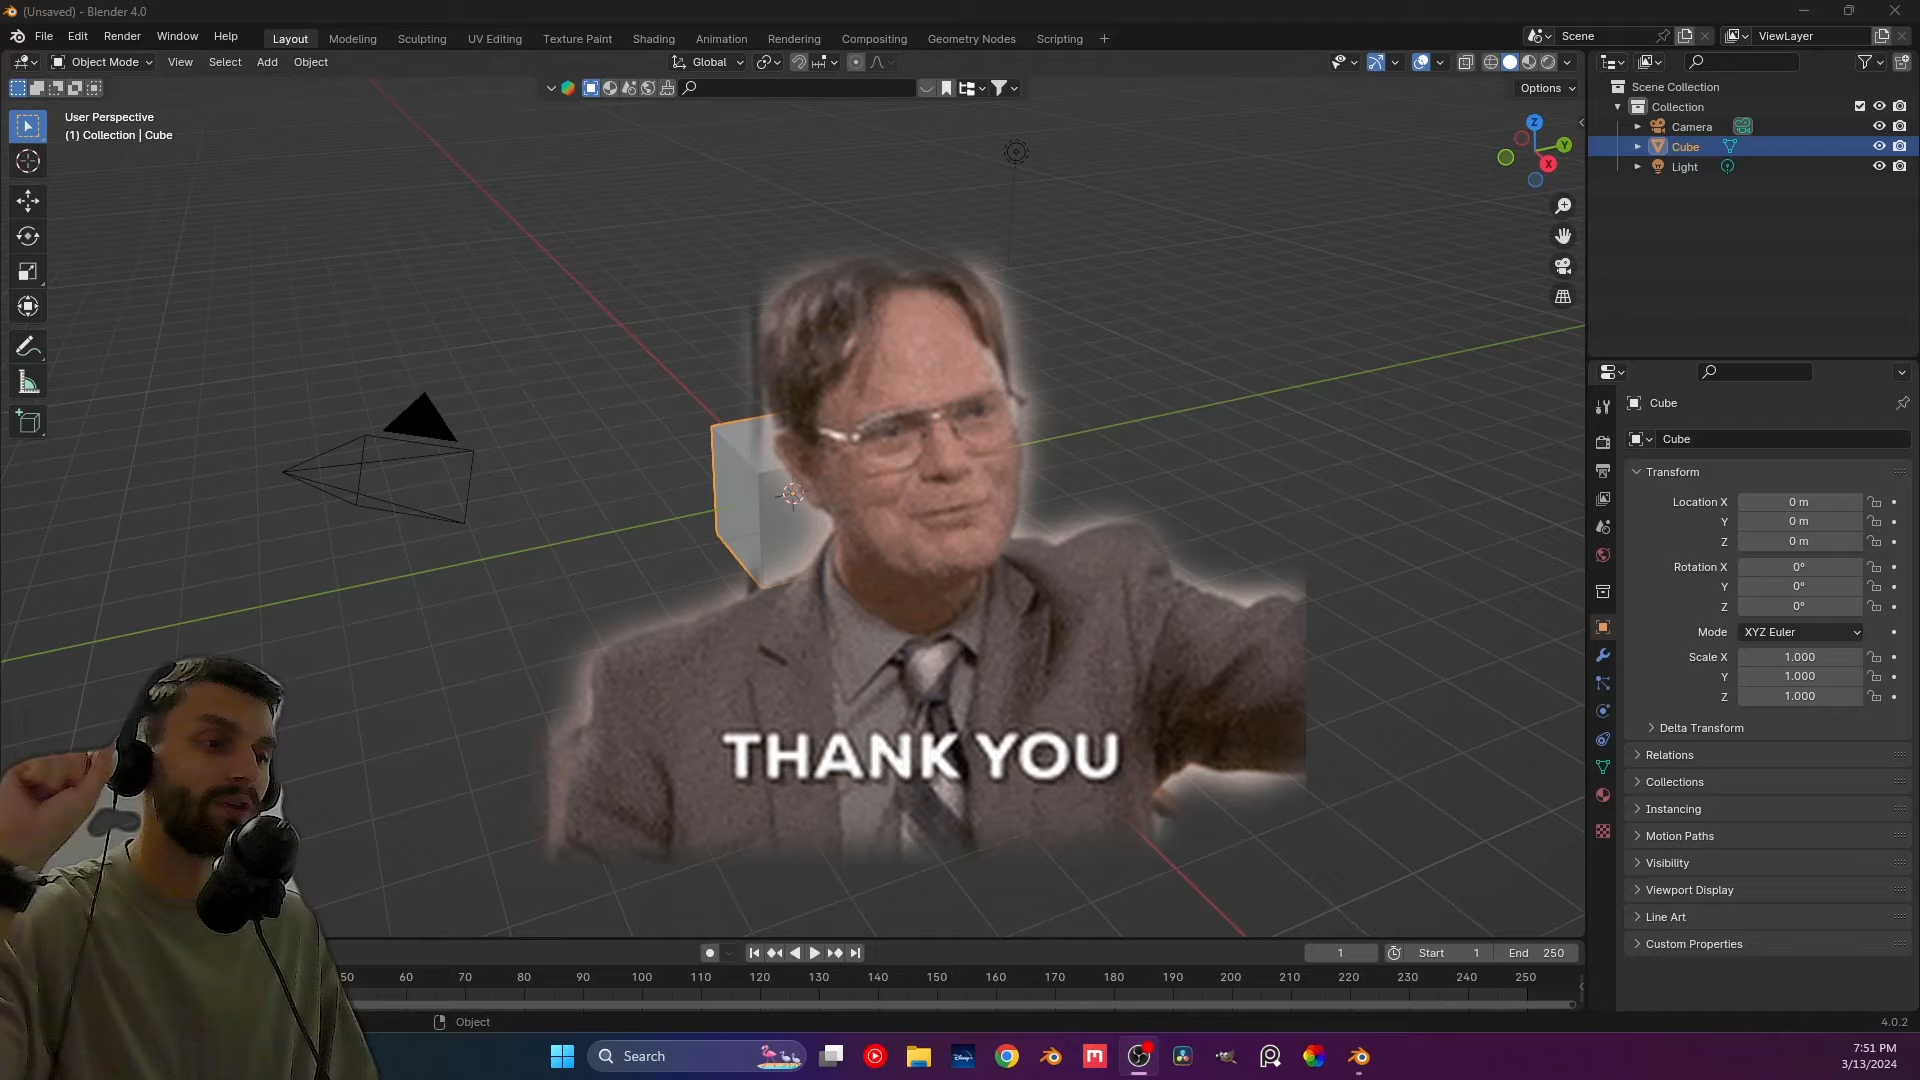 (Unsaved) - Blender 4.0
File Edit Render Window Help Layout Modeling Sculpting UV Editing Texture Paint Shading Animation Rendering Compositing Geometry Nodes Scripting + Scene ViewLayer
Object Mode View Select Add Object Global
Options
User Perspective
(1) Collection | Cube
Z
Y
X
Scene Collection
Collection
Camera
Cube
Light
Cube
Cube
Transform
Location X 0 m
Y 0 m
Z 0 m
Rotation X 0°
Y 0°
Z 0°
Mode XYZ Euler
Scale X 1.000
Y 1.000
Z 1.000
Delta Transform
Relations
Collections
Instancing
Motion Paths
Visibility
Viewport Display
Line Art
Custom Properties
THANK YOU
1 Start 1 End 250
50 60 70 80 90 100 110 120 130 140 150 160 170 180 190 200 210 220 230 240 250
Object
4.0.2
Search
7:51 PM
3/13/2024